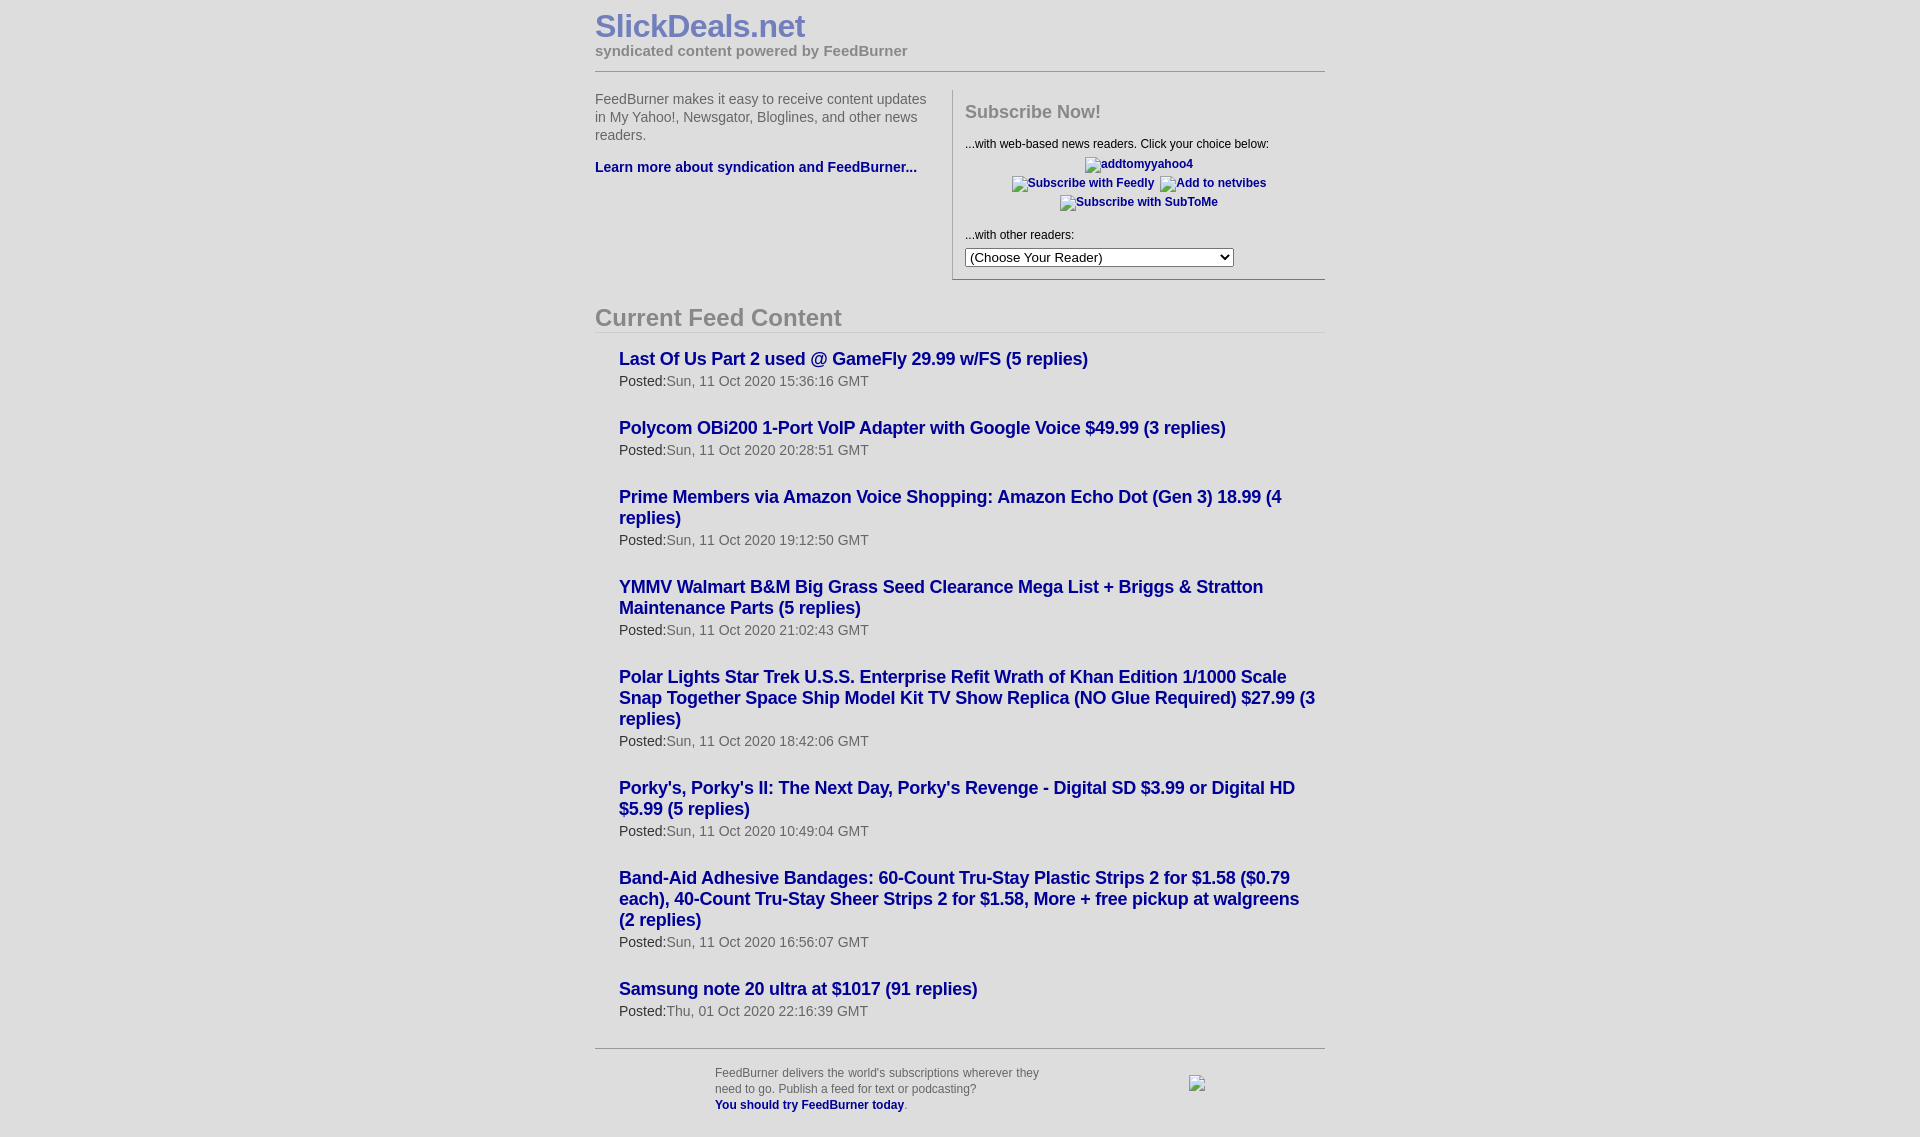 SlickDeals.net
syndicated content powered by FeedBurner
FeedBurner makes it easy to receive content updates
in My Yahoo!, Newsgator, Bloglines, and other news
readers.
Learn more about syndication and FeedBurner...
Subscribe Now!
...with web-based news readers. Click your choice below:
addtomyyahoo4
Subscribe with Feedly Add to netvibes
Subscribe with SubToMe
...with other readers:
(Choose Your Reader)
Current Feed Content
Last Of Us Part 2 used @ GameFly 29.99 w/FS (5 replies)
Posted:Sun, 11 Oct 2020 15:36:16 GMT
Polycom OBi200 1-Port VoIP Adapter with Google Voice $49.99 (3 replies)
Posted:Sun, 11 Oct 2020 20:28:51 GMT
Prime Members via Amazon Voice Shopping: Amazon Echo Dot (Gen 3) 18.99 (4
replies)
Posted:Sun, 11 Oct 2020 19:12:50 GMT
YMMV Walmart B&M Big Grass Seed Clearance Mega List + Briggs & Stratton
Maintenance Parts (5 replies)
Posted:Sun, 11 Oct 2020 21:02:43 GMT
Polar Lights Star Trek U.S.S. Enterprise Refit Wrath of Khan Edition 1/1000 Scale
Snap Together Space Ship Model Kit TV Show Replica (NO Glue Required) $27.99 (3
replies)
Posted:Sun, 11 Oct 2020 18:42:06 GMT
Porky's, Porky's II: The Next Day, Porky's Revenge - Digital SD $3.99 or Digital HD
$5.99 (5 replies)
Posted:Sun, 11 Oct 2020 10:49:04 GMT
Band-Aid Adhesive Bandages: 60-Count Tru-Stay Plastic Strips 2 for $1.58 ($0.79
each), 40-Count Tru-Stay Sheer Strips 2 for $1.58, More + free pickup at walgreens
(2 replies)
Posted:Sun, 11 Oct 2020 16:56:07 GMT
Samsung note 20 ultra at $1017 (91 replies)
Posted:Thu, 01 Oct 2020 22:16:39 GMT
FeedBurner delivers the world's subscriptions wherever they
need to go. Publish a feed for text or podcasting?
You should try FeedBurner today.